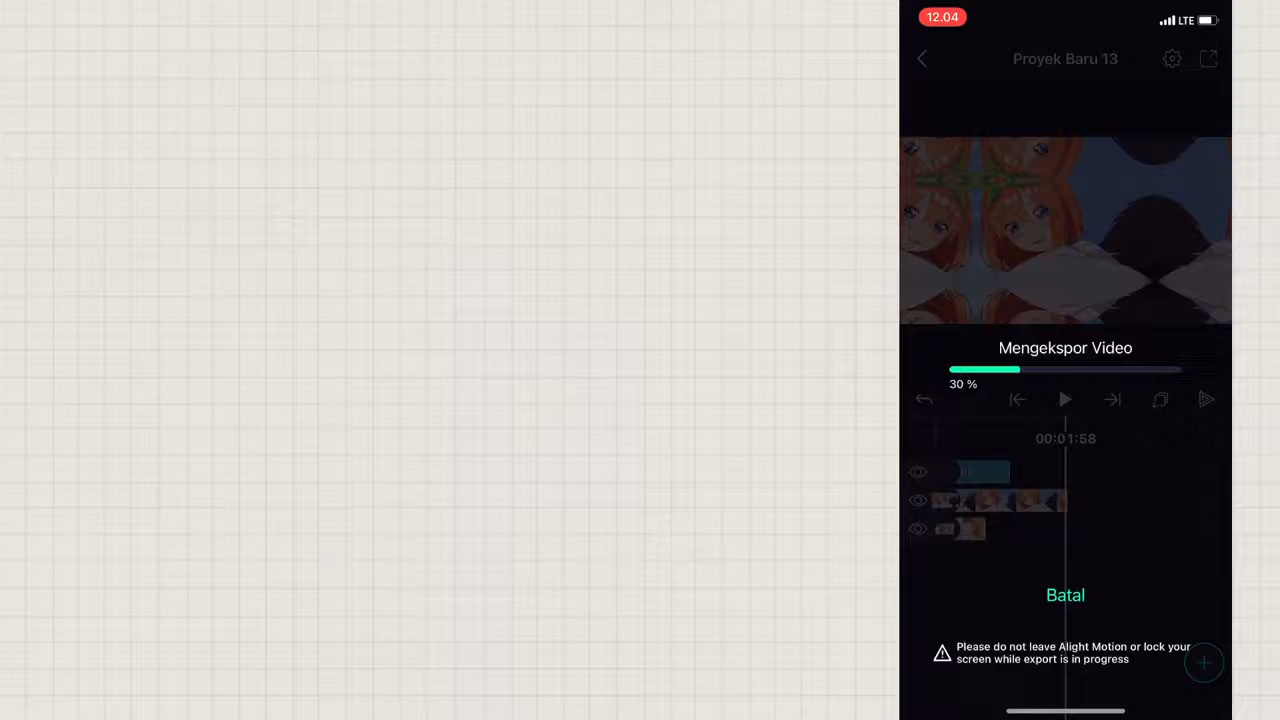 12.04
LTE
Proyek Baru 13
Mengekspor Video
30 %
00:01:58
Batal
Please do not leave Alight Motion or lock your
screen while export is in progress